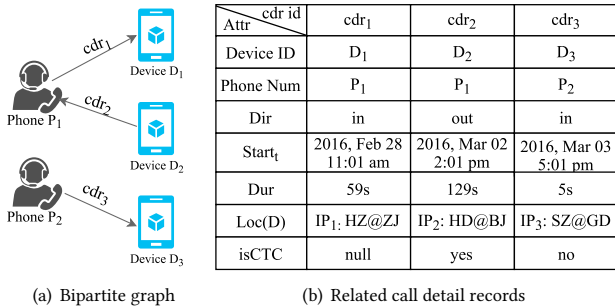 cdr1
Device D1
Phone P1
cdr2
Device D2
Phone P2
cdr3
Device D3
(a) Bipartite graph
Attr cdr id cdr1 cdr2 cdr3
Device ID D1 D2 D3
Phone Num P1 P1 P2
Dir in out in
Startt 2016, Feb 28 11:01 am 2016, Mar 02 2:01 pm 2016, Mar 03 5:01 pm
Dur 59s 129s 5s
Loc(D) IP1: HZ@ZJ IP2: HD@BJ IP3: SZ@GD
isCTC null yes no
(b) Related call detail records